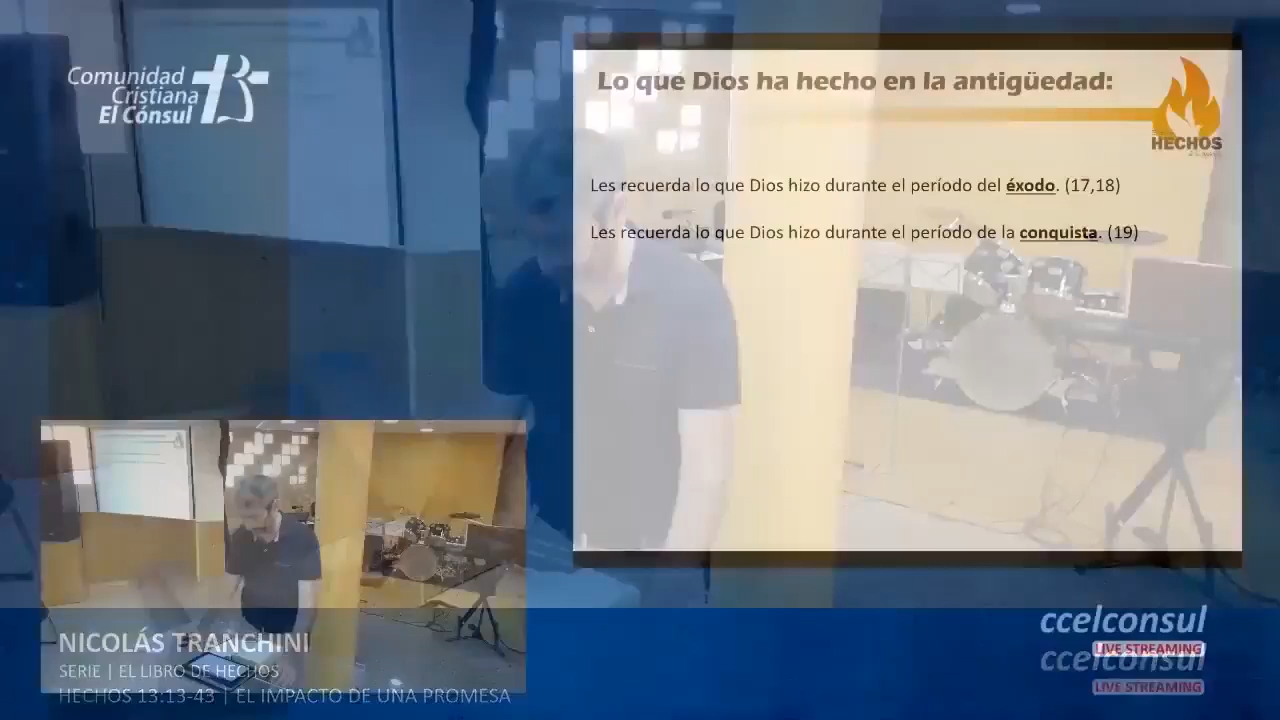 Comunidad
Cristiana
El Cónsul
Lo que Dios ha hecho en la antigüedad:
HECHOS
Les recuerda lo que Dios hizo durante el período del éxodo. (17,18)
Les recuerda lo que Dios hizo durante el período de la conquista. (19)
NICOLÁS TRANCHINI
SERIE | EL LIBRO DE HECHOS
HECHOS 13:13-43 | EL IMPACTO DE UNA PROMESA
ccelconsul
LIVE STREAMING
ccelconsul
LIVE STREAMING